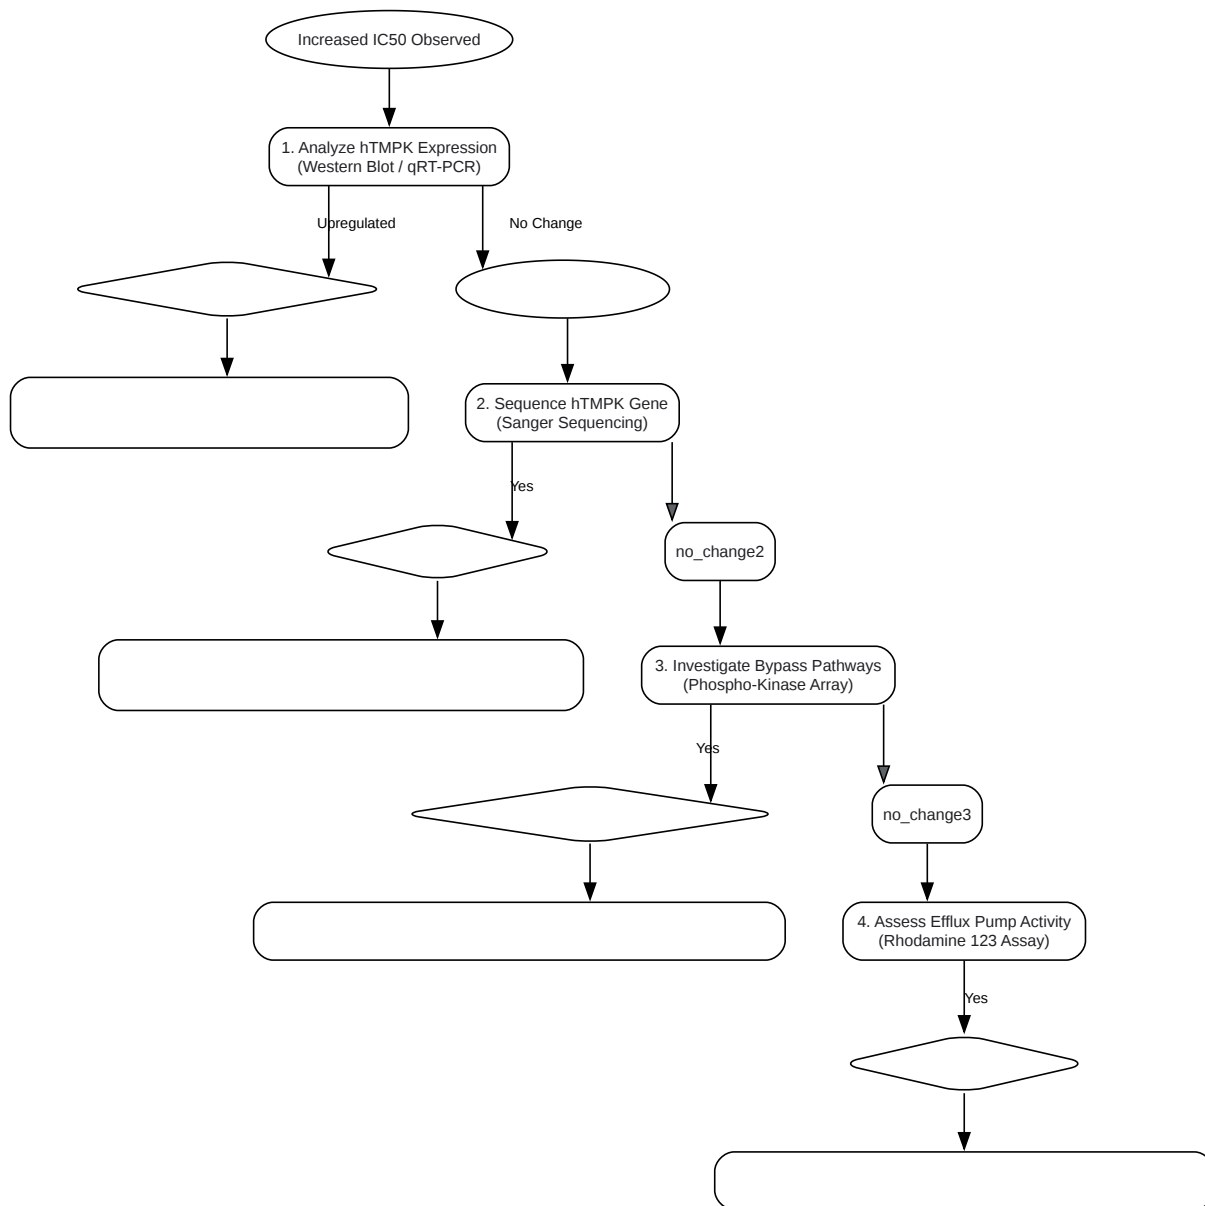 Increased IC50 Observed
1. Analyze hTMPK Expression
(Western Blot / qRT-PCR)
Upregulated
No Change
2. Sequence hTMPK Gene
(Sanger Sequencing)
Yes
no_change2
3. Investigate Bypass Pathways
(Phospho-Kinase Array)
Yes
no_change3
4. Assess Efflux Pump Activity
(Rhodamine 123 Assay)
Yes